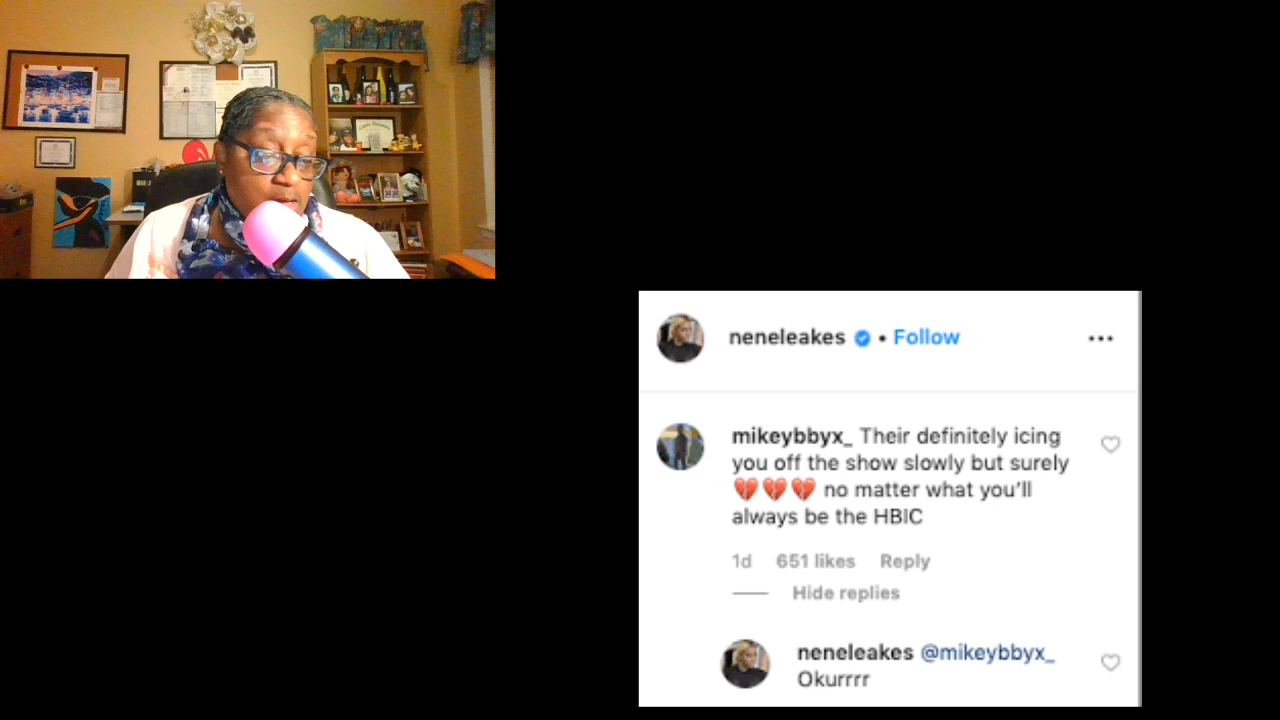 neneleakes • Follow
mikeybbyx_ Their definitely icing
you off the show slowly but surely
💔💔💔 no matter what you'll
always be the HBIC
1d 651 likes Reply
Hide replies
neneleakes @mikeybbyx_
Okurrrr